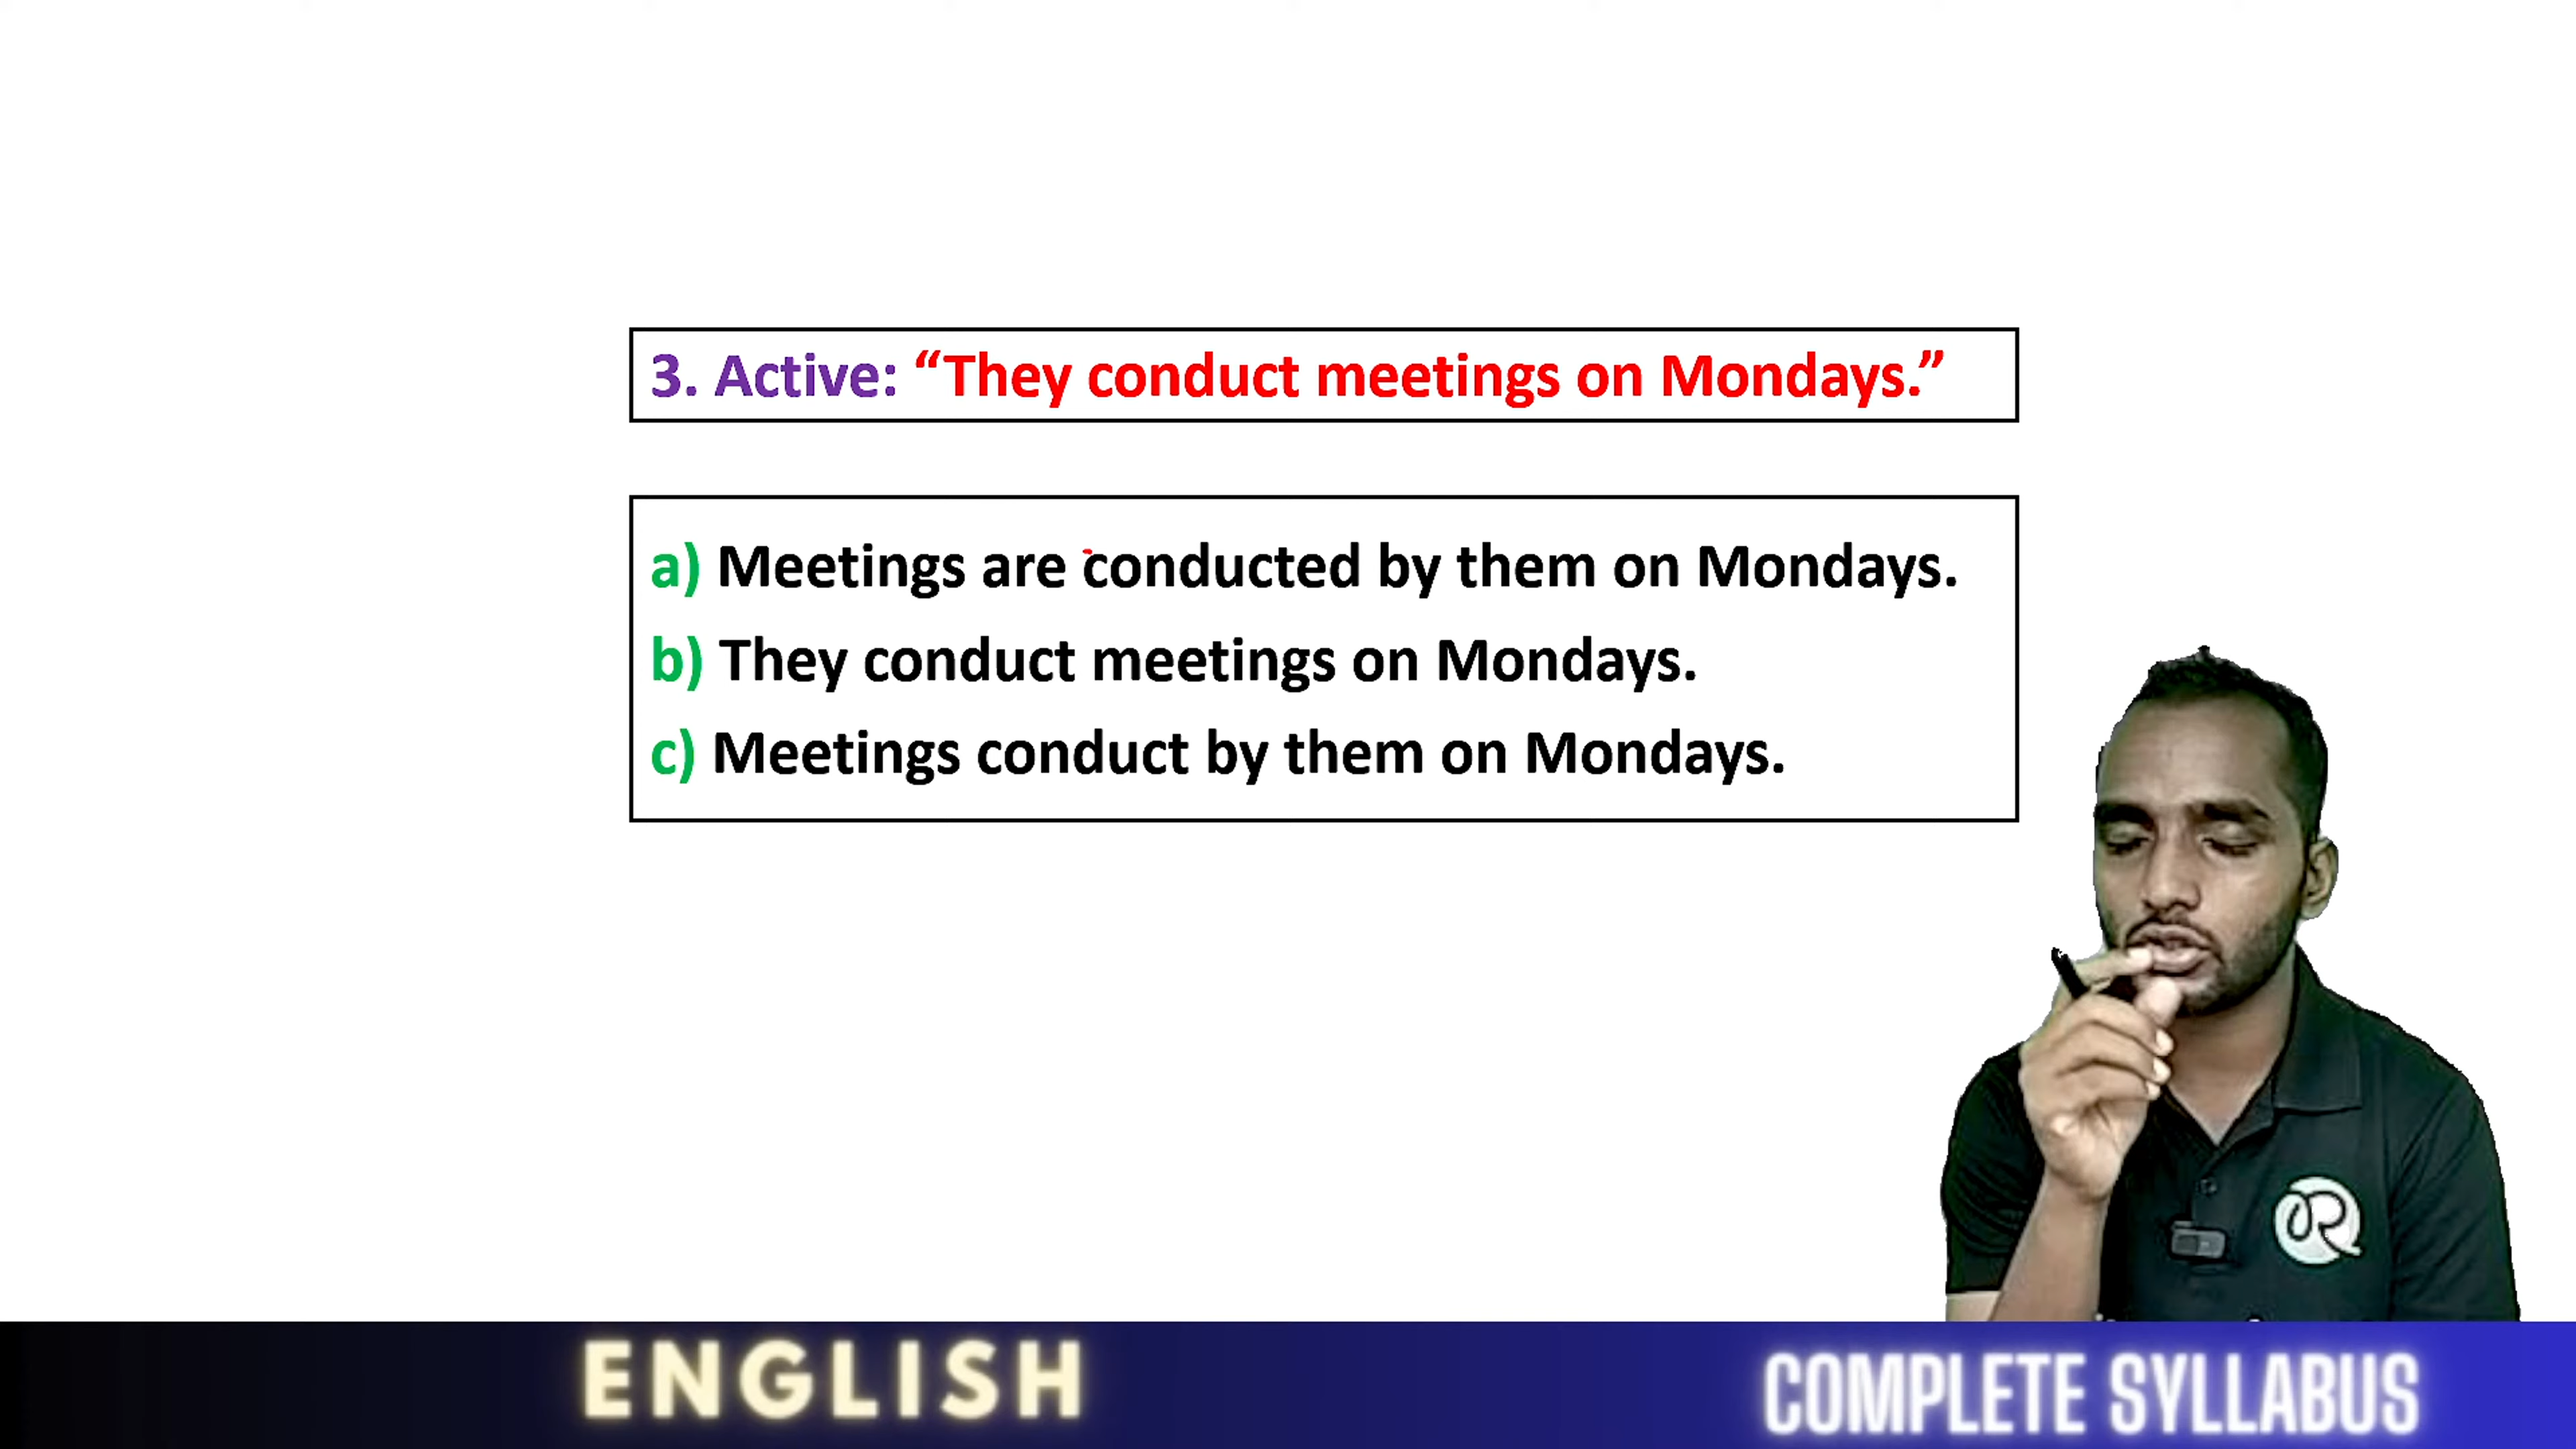 3. Active: “They conduct meetings on Mondays.”
a) Meetings are conducted by them on Mondays.
b) They conduct meetings on Mondays.
c) Meetings conduct by them on Mondays.
ENGLISH
COMPLETE SYLLABUS